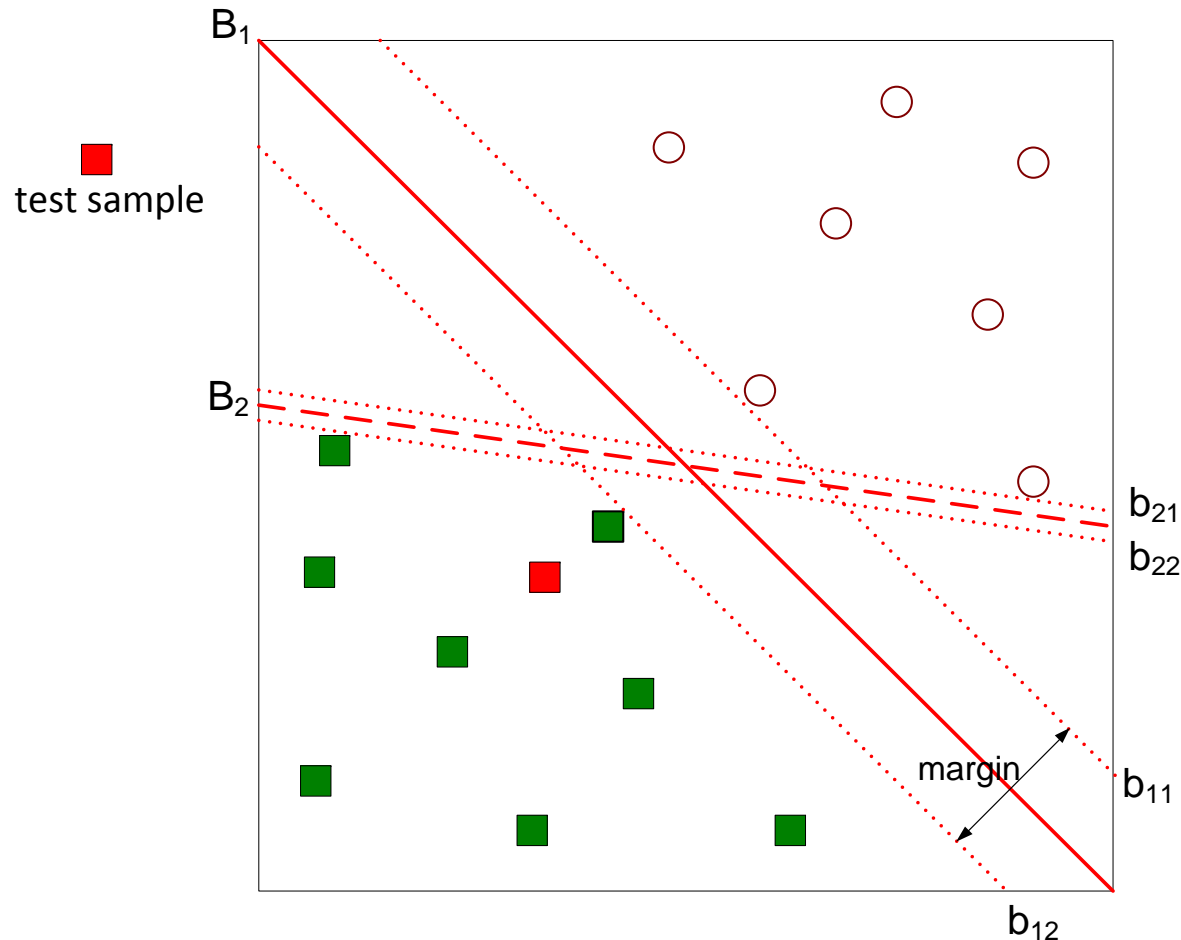 B₁
test sample
B₂
b₂₁
b₂₂
margin
b₁₁
b₁₂